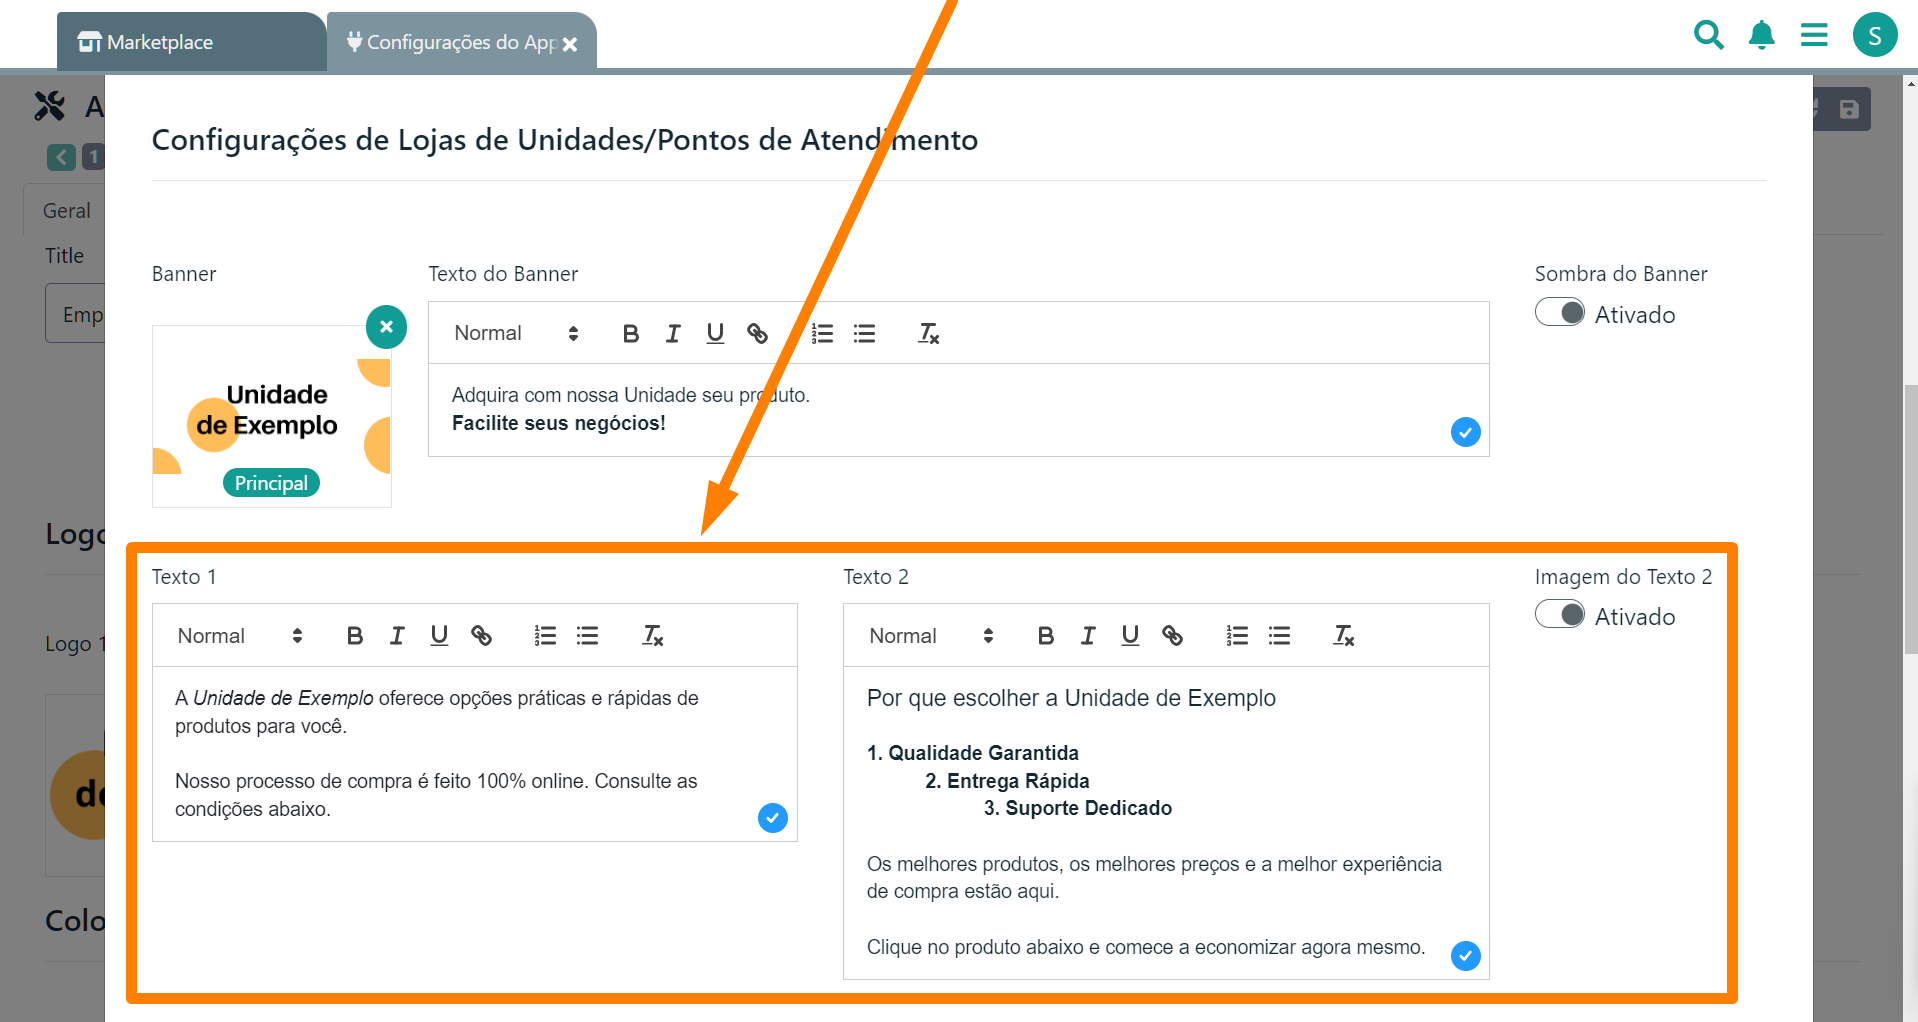 Marketplace
Configurações do App
S
A
1
Geral
Title
Emp
Logo
Logo 1
de
Colo
Configurações de Lojas de Unidades/Pontos de Atendimento
Banner
Texto do Banner
Sombra do Banner
Ativado
Unidade
de Exemplo
Principal
Normal
Adquira com nossa Unidade seu produto.
Facilite seus negócios!
Texto 1
Texto 2
Imagem do Texto 2
Ativado
Normal
A Unidade de Exemplo oferece opções práticas e rápidas de
produtos para você.
Nosso processo de compra é feito 100% online. Consulte as
condições abaixo.
Normal
Por que escolher a Unidade de Exemplo
1. Qualidade Garantida
2. Entrega Rápida
3. Suporte Dedicado
Os melhores produtos, os melhores preços e a melhor experiência
de compra estão aqui.
Clique no produto abaixo e comece a economizar agora mesmo.